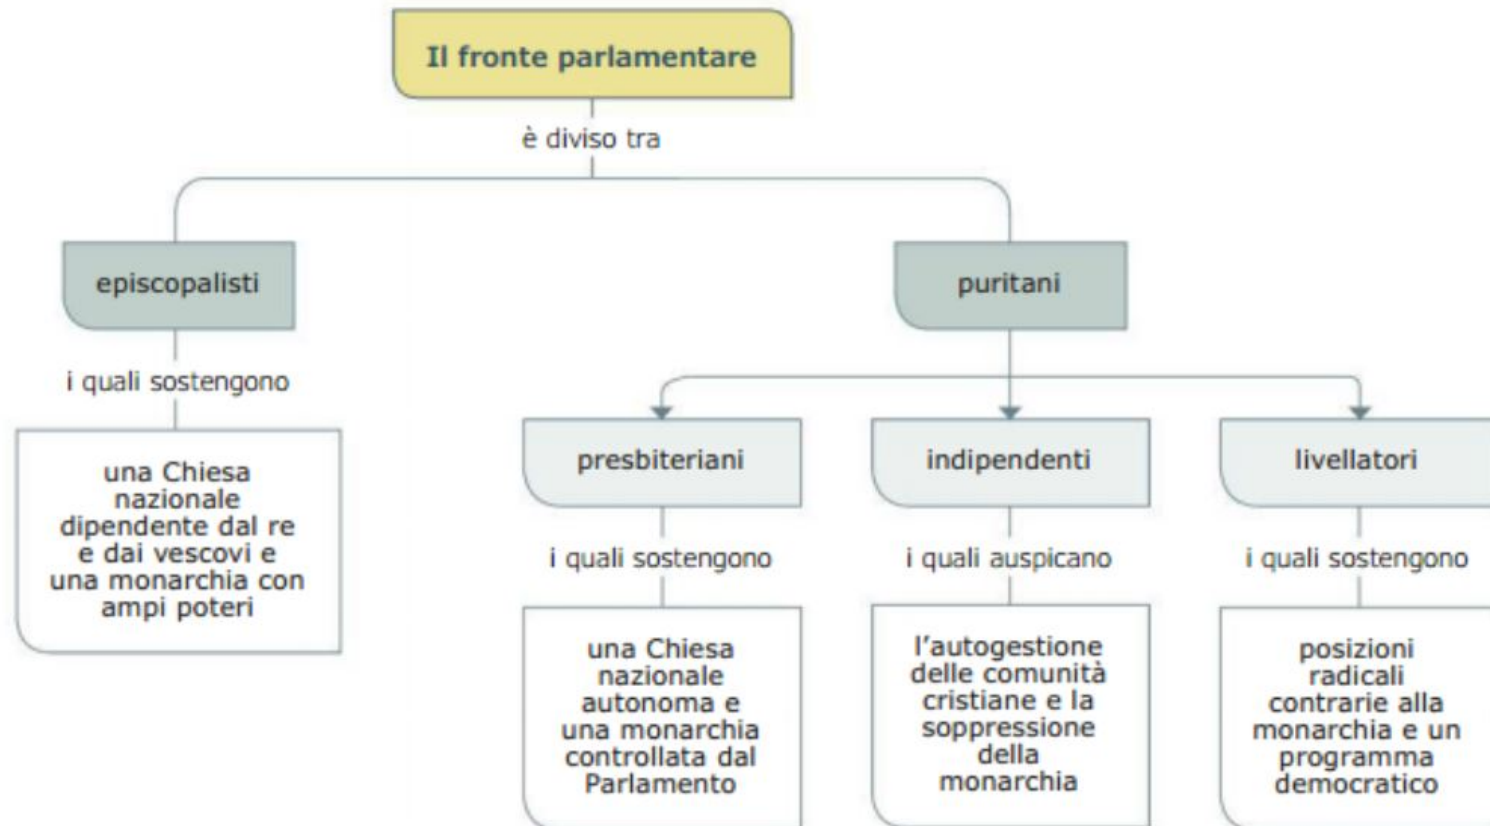 Il fronte parlamentare
è diviso tra
episcopalisti
i quali sostengono
una Chiesa
nazionale
dipendente dal re
e dai vescovi e
una monarchia con
ampi poteri
puritani
presbiteriani
i quali sostengono
una Chiesa
nazionale
autonoma e
una monarchia
controllata dal
Parlamento
indipendenti
i quali auspicano
l'autogestione
delle comunità
cristiane e la
soppressione
della
monarchia
livellatori
i quali sostengono
posizioni
radicali
contrarie alla
monarchia e un
programma
democratico